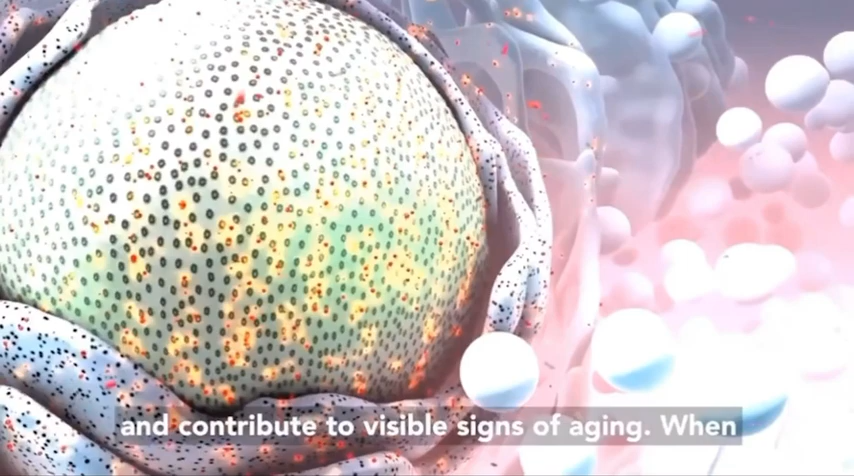 and contribute to visible signs of aging. When